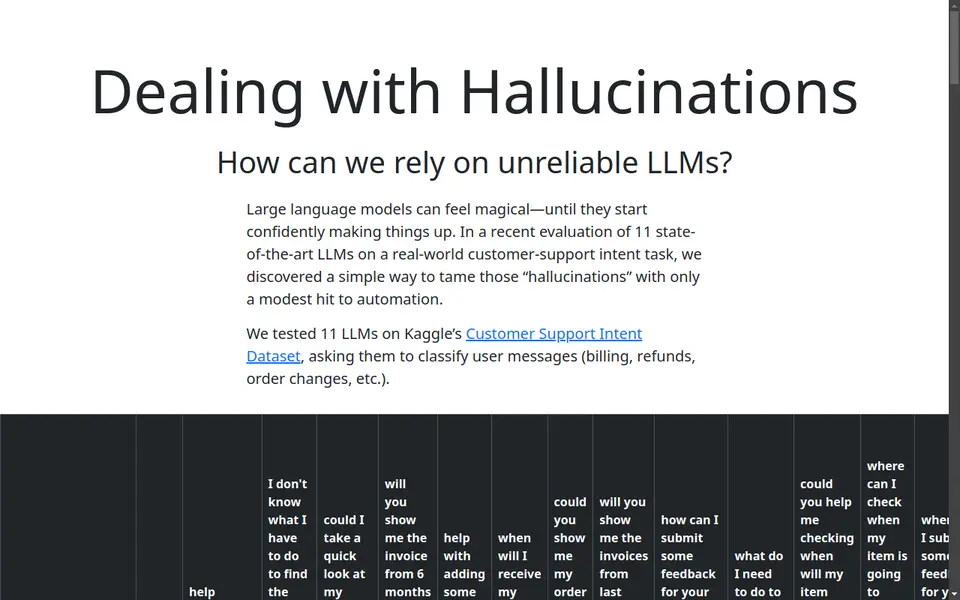 Dealing with Hallucinations
How can we rely on unreliable LLMs?
Large language models can feel magical—until they start
confidently making things up. In a recent evaluation of 11 state-
of-the-art LLMs on a real-world customer-support intent task, we
discovered a simple way to tame those “hallucinations” with only
a modest hit to automation.
We tested 11 LLMs on Kaggle’s Customer Support Intent
Dataset, asking them to classify user messages (billing, refunds,
order changes, etc.).
help
I don't
know
what I
have
to do
to find
the
could I
take a
quick
look at
my
will
you
show
me the
invoice
from 6
months
help
with
adding
some
when
will I
receive
my
could
you
show
me
my
order
will you
show
me the
invoices
from
last
how can I
submit
some
feedback
for your
what do
I need
to do to
could
you help
me
checking
when
will my
item
where
can I
check
when
my
item is
going
to
I sub
for y